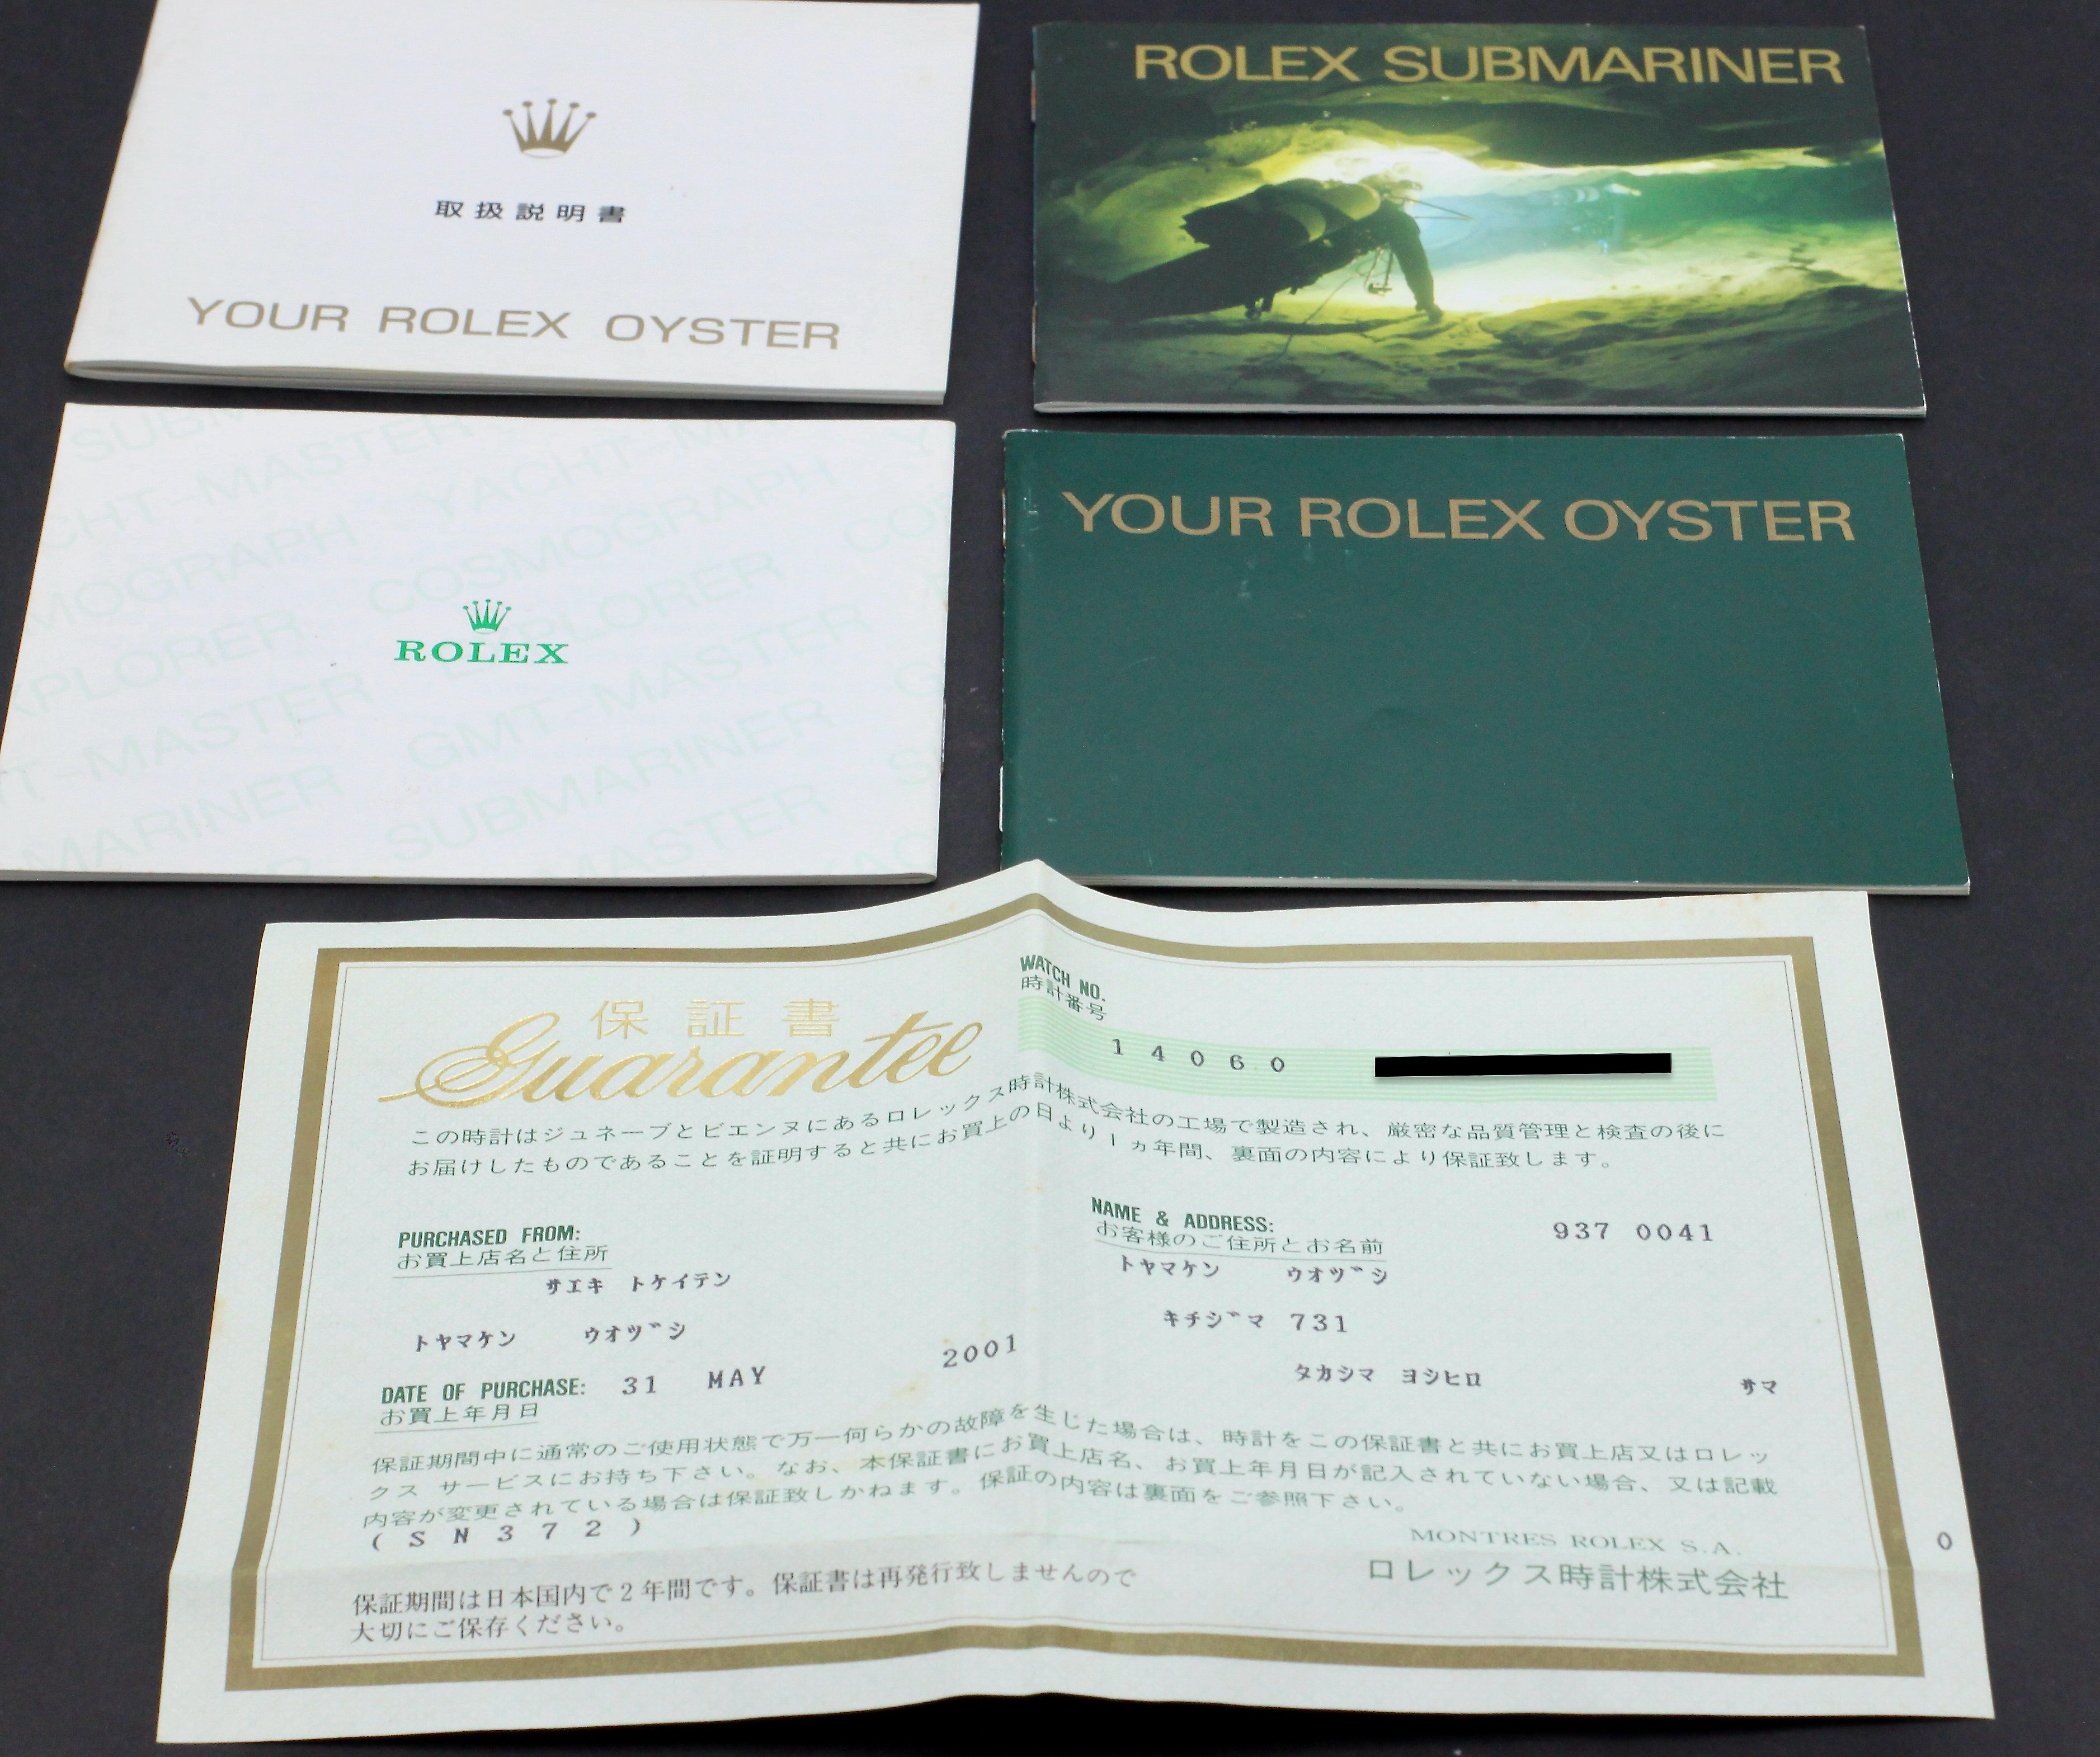 取扱説明書
YOUR ROLEX OYSTER
ROLEX SUBMARINER
SUBM
YACHT-MASTER
CHT-MASTER YACHT-MA
MOGRAPH COSMOGRAPH CO
XPLORER EXPLORER
T-MASTER GMT-MASTER G
MARINER SUBMARINER S
MASTER YAC
ROLEX
YOUR ROLEX OYSTER
保証書
Guarantee
WATCH NO.
時計番号
14060
この時計はジュネーブとビエンヌにあるロレックス時計株式会社の工場で製造され、厳密な品質管理と検査の後に
お届けしたものであることを証明すると共にお買上の日より1ヵ年間、裏面の内容により保証致します。
PURCHASED FROM:
お買上店名と住所
サエキ トケイテン
トヤマケン ウオヅシ
DATE OF PURCHASE: 31 MAY 2001
お買上年月日
NAME & ADDRESS: 937 0041
お客様のご住所とお名前
トヤマケン ウオヅシ
キチジマ 731
タカシマ ヨシヒロ サマ
保証期間中に通常のご使用状態で万一何らかの故障を生じた場合は、時計をこの保証書と共にお買上店又はロレッ
クス サービスにお持ち下さい。なお、本保証書にお買上店名、お買上年月日が記入されていない場合、又は記載
内容が変更されている場合は保証致しかねます。保証の内容は裏面をご参照下さい。
(SN372)
MONTRES ROLEX S.A.
ロレックス時計株式会社
0
保証期間は日本国内で2年間です。保証書は再発行致しませんので
大切にご保存ください。